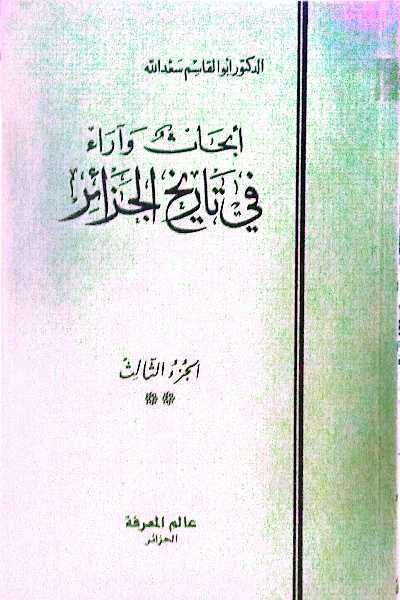 الدكتور ابو القاسم سعد الله
أبحاث وآراء
في تاريخ الجزائر
الجزء الثالث
عالم المعرفة
الجزائر